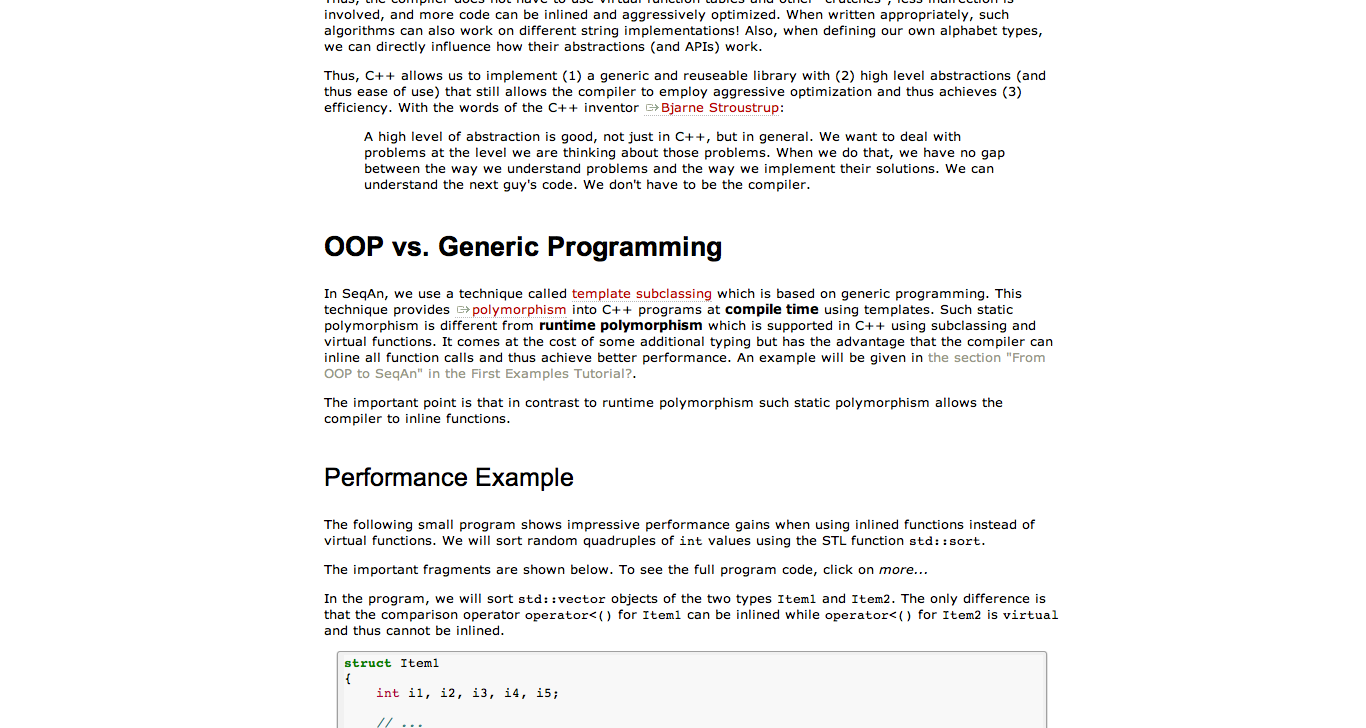 Thus, the compiler does not have to use virtual function tables and other "crutches", less indirection is
involved, and more code can be inlined and aggressively optimized. When written appropriately, such
algorithms can also work on different string implementations! Also, when defining our own alphabet types,
we can directly influence how their abstractions (and APIs) work.
Thus, C++ allows us to implement (1) a generic and reuseable library with (2) high level abstractions (and
thus ease of use) that still allows the compiler to employ aggressive optimization and thus achieves (3)
efficiency. With the words of the C++ inventor Bjarne Stroustrup:
A high level of abstraction is good, not just in C++, but in general. We want to deal with
problems at the level we are thinking about those problems. When we do that, we have no gap
between the way we understand problems and the way we implement their solutions. We can
understand the next guy's code. We don't have to be the compiler.
OOP vs. Generic Programming
In SeqAn, we use a technique called template subclassing which is based on generic programming. This
technique provides polymorphism into C++ programs at compile time using templates. Such static
polymorphism is different from runtime polymorphism which is supported in C++ using subclassing and
virtual functions. It comes at the cost of some additional typing but has the advantage that the compiler can
inline all function calls and thus achieve better performance. An example will be given in the section "From
OOP to SeqAn" in the First Examples Tutorial?.
The important point is that in contrast to runtime polymorphism such static polymorphism allows the
compiler to inline functions.
Performance Example
The following small program shows impressive performance gains when using inlined functions instead of
virtual functions. We will sort random quadruples of int values using the STL function std::sort.
The important fragments are shown below. To see the full program code, click on more...
In the program, we will sort std::vector objects of the two types Item1 and Item2. The only difference is
that the comparison operator operator<() for Item1 can be inlined while operator<() for Item2 is virtual
and thus cannot be inlined.
struct Item1
{
int i1, i2, i3, i4, i5;
// ...